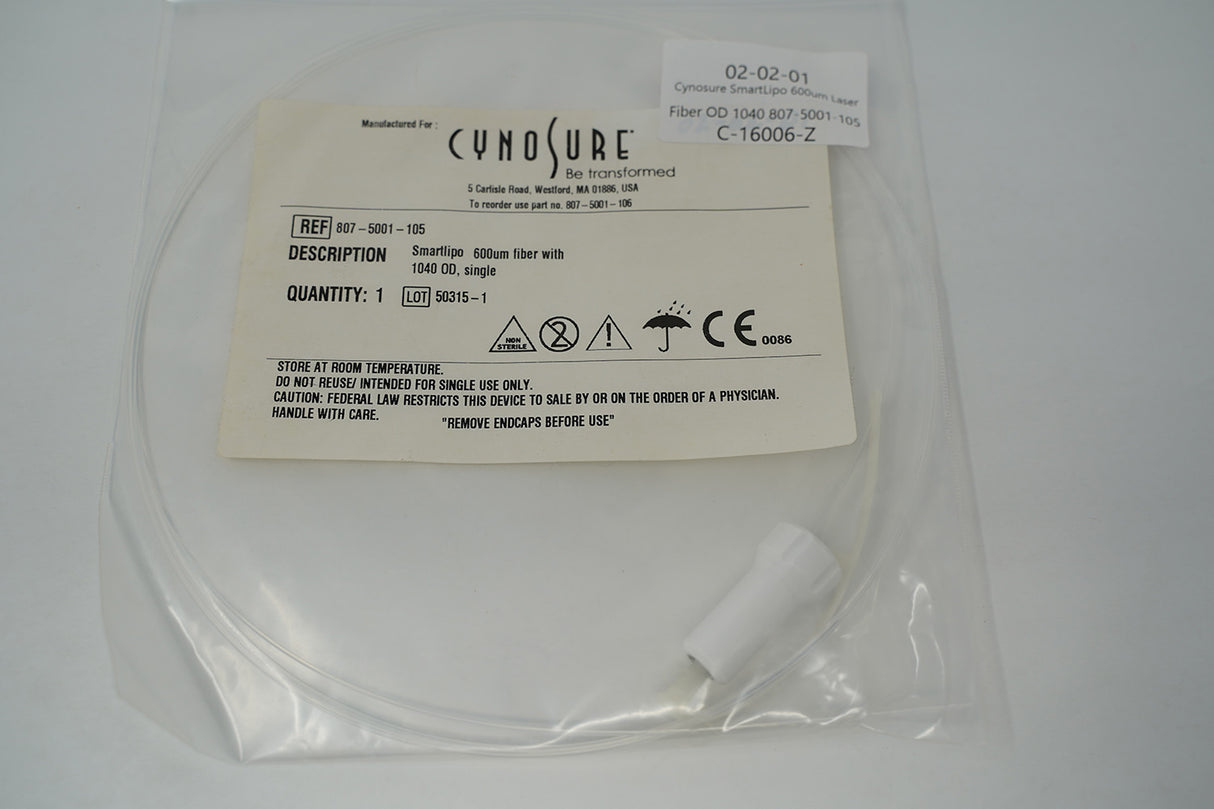 02-02-01
Cynosure SmartLipo 600um Laser
Fiber OD 1040 807-5001-105
C-16006-Z
Manufactured For :
CYNOSURE
Be transformed
5 Carlisle Road, Westford, MA 01886, USA
To reorder use part no. 807-5001-106
REF 807-5001-105
DESCRIPTION Smartlipo 600um fiber with
1040 OD, single
QUANTITY: 1 LOT 50315-1
NON
STERILE
2
!
CE 0086
STORE AT ROOM TEMPERATURE.
DO NOT REUSE/ INTENDED FOR SINGLE USE ONLY.
CAUTION: FEDERAL LAW RESTRICTS THIS DEVICE TO SALE BY OR ON THE ORDER OF A PHYSICIAN.
HANDLE WITH CARE. "REMOVE ENDCAPS BEFORE USE"